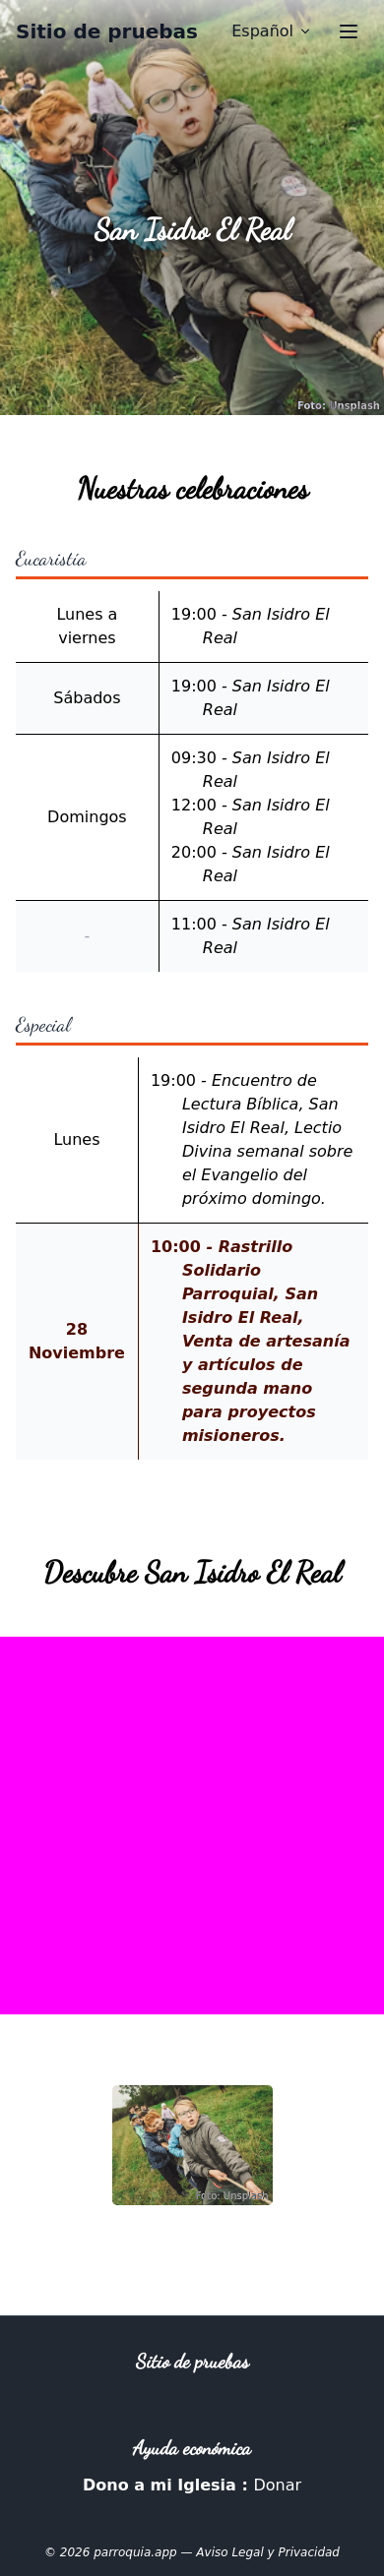 Sitio de pruebas Español
San Isidro El Real
Foto: Unsplash
Nuestras celebraciones
Eucaristía
Lunes a
viernes
19:00 - San Isidro El
Real
Sábados
19:00 - San Isidro El
Real
Domingos
09:30 - San Isidro El
Real
12:00 - San Isidro El
Real
20:00 - San Isidro El
Real
-
11:00 - San Isidro El
Real
Especial
Lunes
19:00 - Encuentro de
Lectura Bíblica, San
Isidro El Real, Lectio
Divina semanal sobre
el Evangelio del
próximo domingo.
28
Noviembre
10:00 - Rastrillo
Solidario
Parroquial, San
Isidro El Real,
Venta de artesanía
y artículos de
segunda mano
para proyectos
misioneros.
Descubre San Isidro El Real
Foto: Unsplash
Sitio de pruebas
Ayuda económica
Dono a mi Iglesia : Donar
© 2026 parroquia.app — Aviso Legal y Privacidad